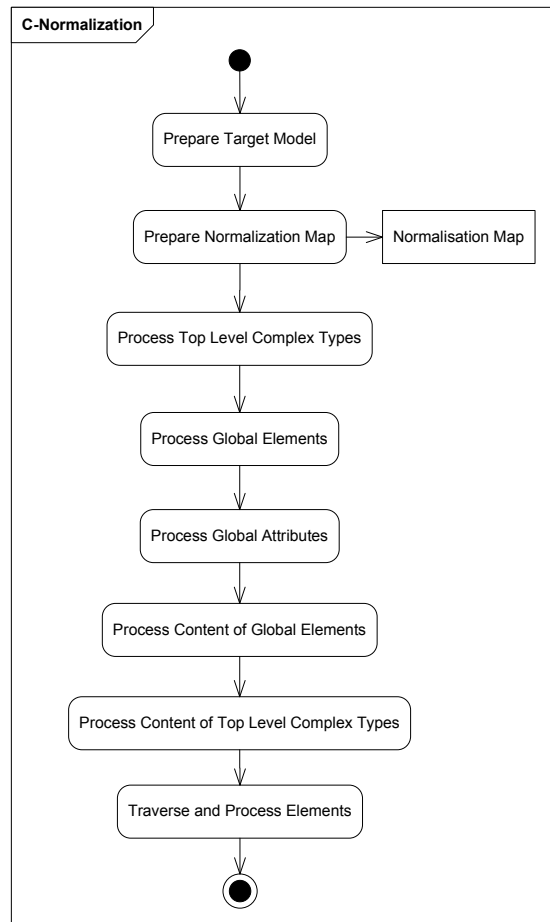 C-Normalization
Prepare Target Model
Prepare Normalization Map
Normalisation Map
Process Top Level Complex Types
Process Global Elements
Process Global Attributes
Process Content of Global Elements
Process Content of Top Level Complex Types
Traverse and Process Elements